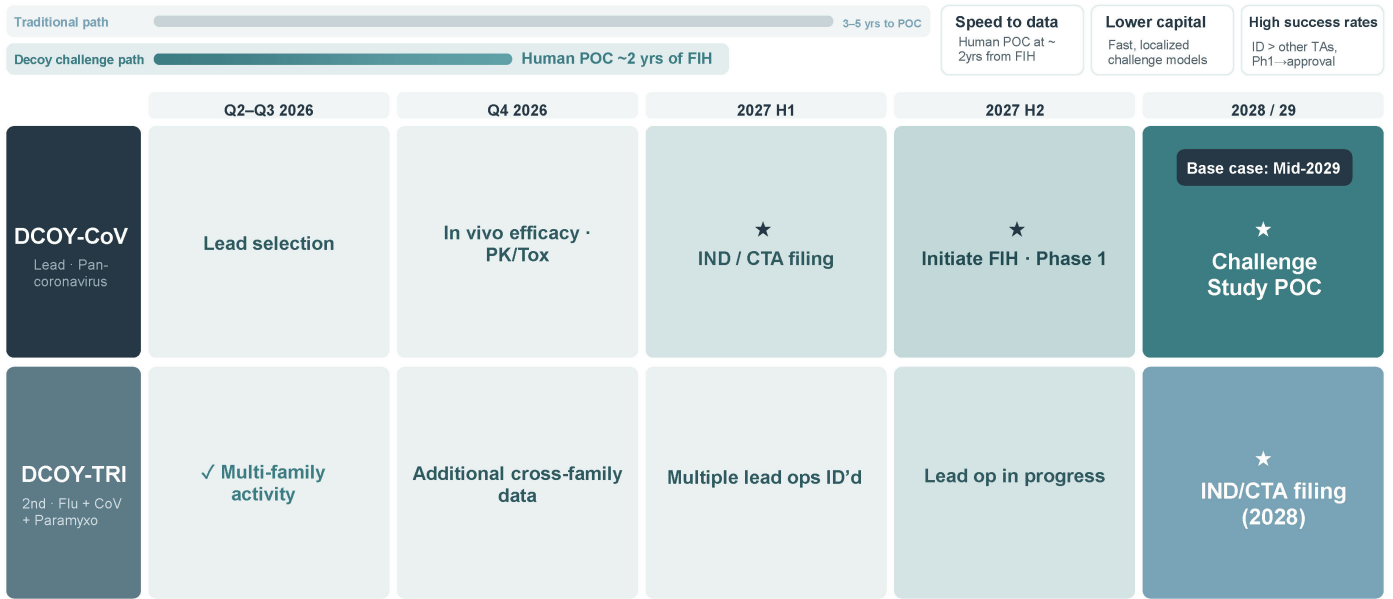 Traditional path
3–5 yrs to POC
Decoy challenge path
Human POC ~2 yrs of FIH
Speed to data
Human POC at ~
2yrs from FIH
Lower capital
Fast, localized
challenge models
High success rates
ID > other TAs,
Ph1→approval
Q2–Q3 2026
Q4 2026
2027 H1
2027 H2
2028 / 29
DCOY-CoV
Lead · Pan-
coronavirus
Lead selection
In vivo efficacy ·
PK/Tox
★
IND / CTA filing
★
Initiate FIH · Phase 1
Base case: Mid-2029
★
Challenge
Study POC
DCOY-TRI
2nd · Flu + CoV
+ Paramyxo
✓ Multi-family
activity
Additional cross-family
data
Multiple lead ops ID’d
Lead op in progress
★
IND/CTA filing
(2028)